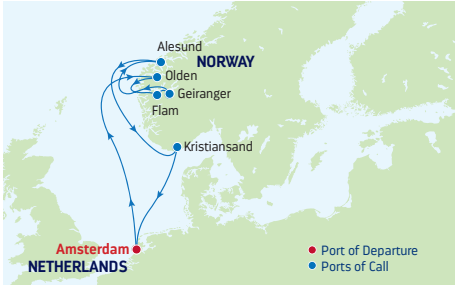 Alesund
NORWAY
Olden
Geiranger
Flam
Kristiansand
Amsterdam
NETHERLANDS
Port of Departure
Ports of Call